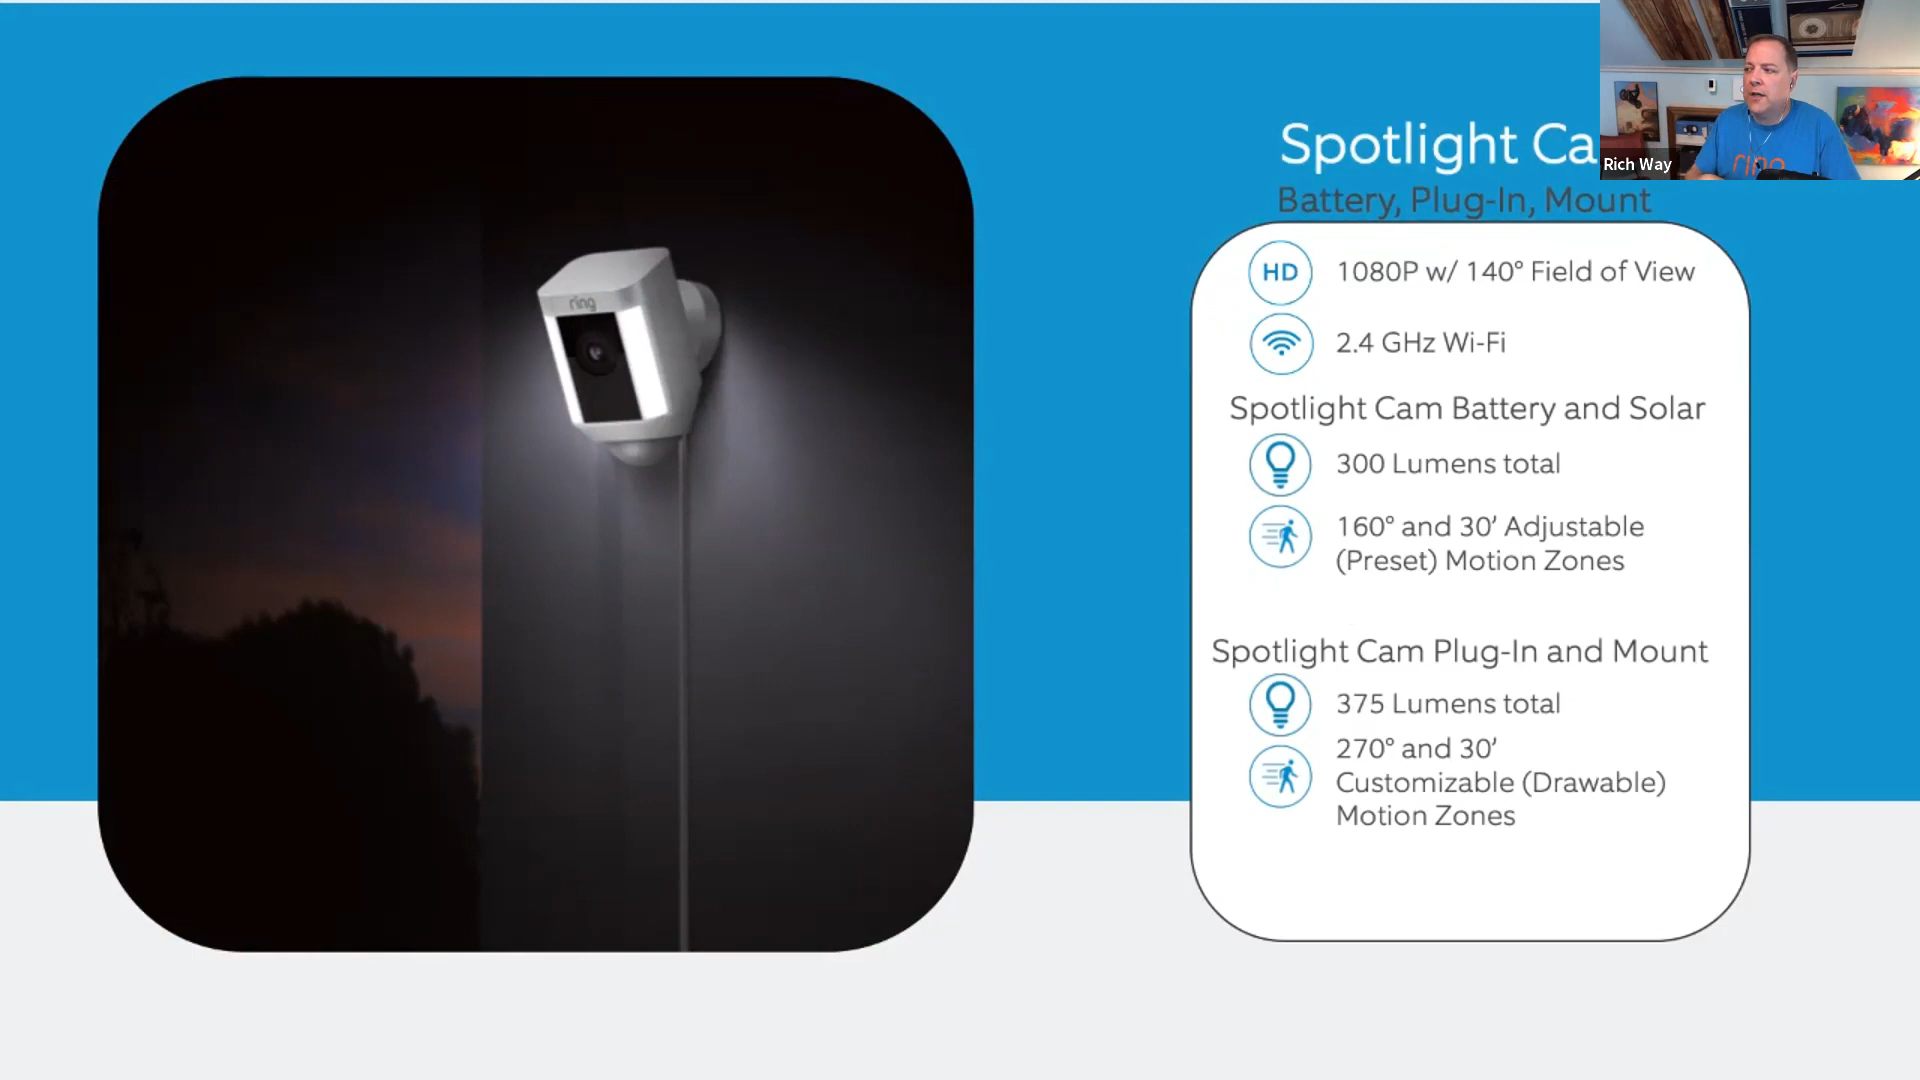 Spotlight Ca
Rich Way
ring
Battery, Plug-In, Mount
ring
HD
1080P w/ 140° Field of View
2.4 GHz Wi-Fi
Spotlight Cam Battery and Solar
300 Lumens total
160° and 30’ Adjustable
(Preset) Motion Zones
Spotlight Cam Plug-In and Mount
375 Lumens total
270° and 30’
Customizable (Drawable)
Motion Zones